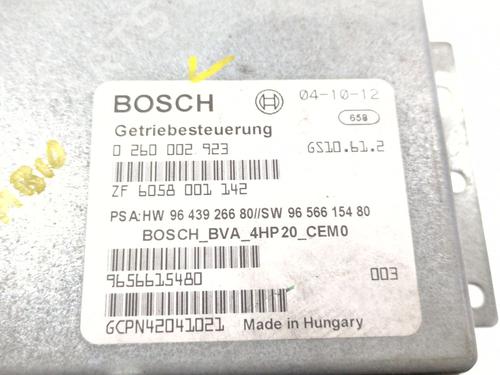 BOSCH 04-10-12
658
Getriebesteuerung
0 260 002 923 GS10.61.2
ZF 6058 001 142
PSA:HW 96 439 266 80//SW 96 566 154 80
BOSCH_BVA_4HP20_CEM0
9656615480 003
GCPN42041021 Made in Hungary